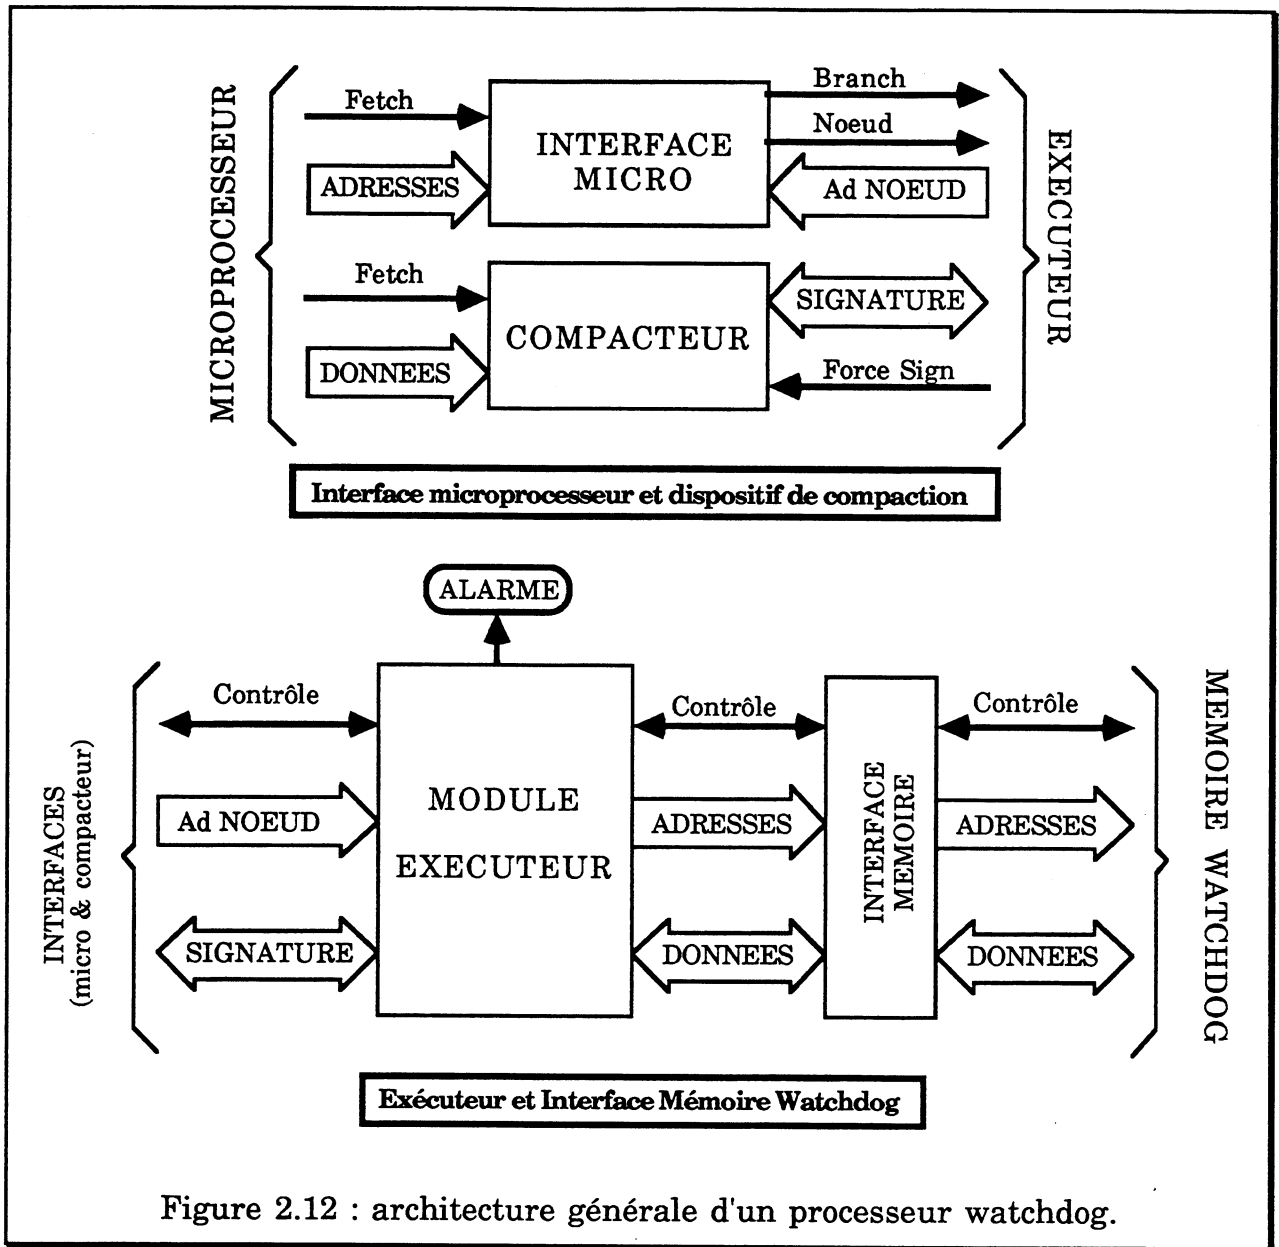 MICROPROCESSEUR
Fetch
ADRESSES
INTERFACE
MICRO
Branch
Noeud
Ad NOEUD
EXECUTEUR
Fetch
DONNEES
COMPACTEUR
SIGNATURE
Force Sign
Interface microprocesseur et dispositif de compaction
ALARME
INTERFACES
(micro & compacteur)
Contrôle
Ad NOEUD
SIGNATURE
MODULE
EXECUTEUR
Contrôle
ADRESSES
DONNEES
INTERFACE
MEMOIRE
Contrôle
ADRESSES
DONNEES
MEMOIRE WATCHDOG
Exécuteur et Interface Mémoire Watchdog
Figure 2.12 : architecture générale d'un processeur watchdog.